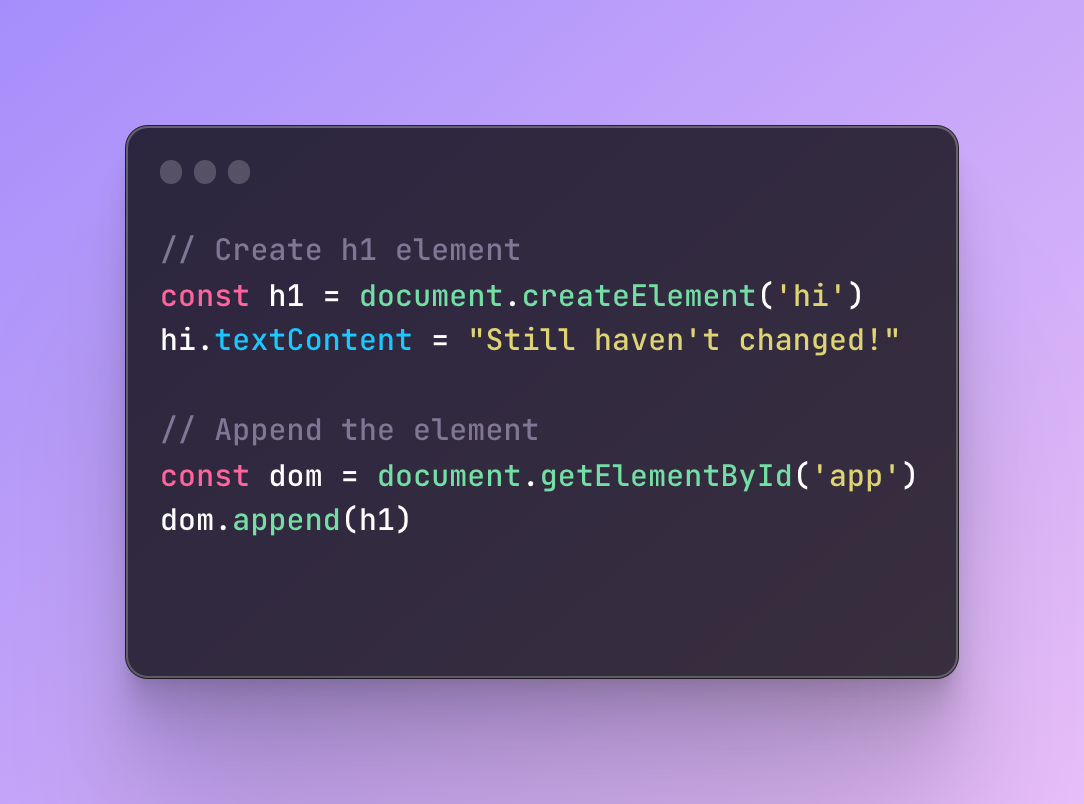 // Create h1 element
const h1 = document.createElement('hi')
hi.textContent = "Still haven't changed!"
// Append the element
const dom = document.getElementById('app')
dom.append(h1)